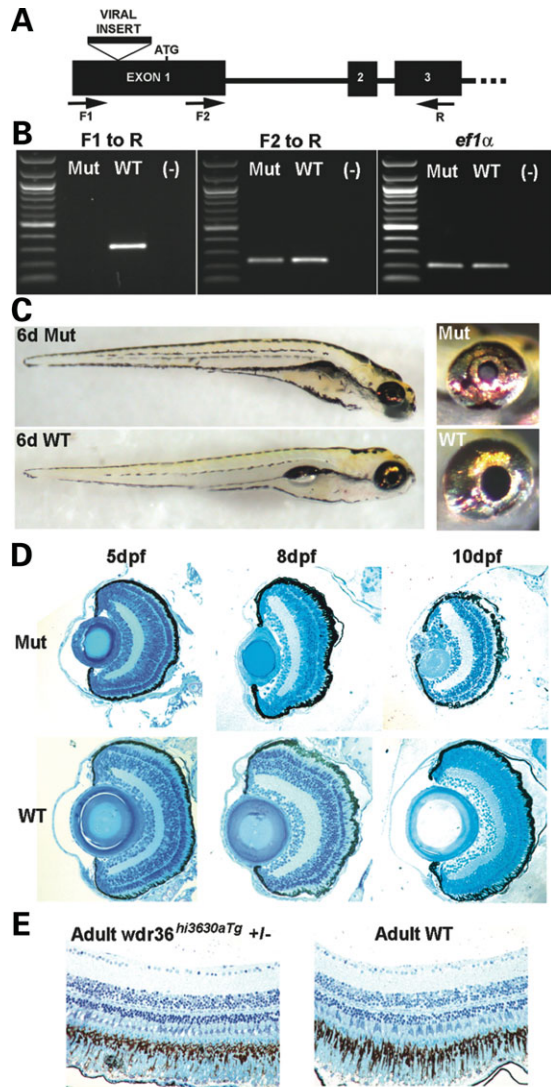 A
VIRAL
INSERT
ATG
EXON 1
2
3
F1
F2
R
B
F1 to R
F2 to R
ef1α
Mut WT (-)
Mut WT (-)
Mut WT (-)
C
6d Mut
Mut
6d WT
WT
D
5dpf 8dpf 10dpf
Mut
WT
E
Adult wdr36hi3630aTg +/-
Adult WT